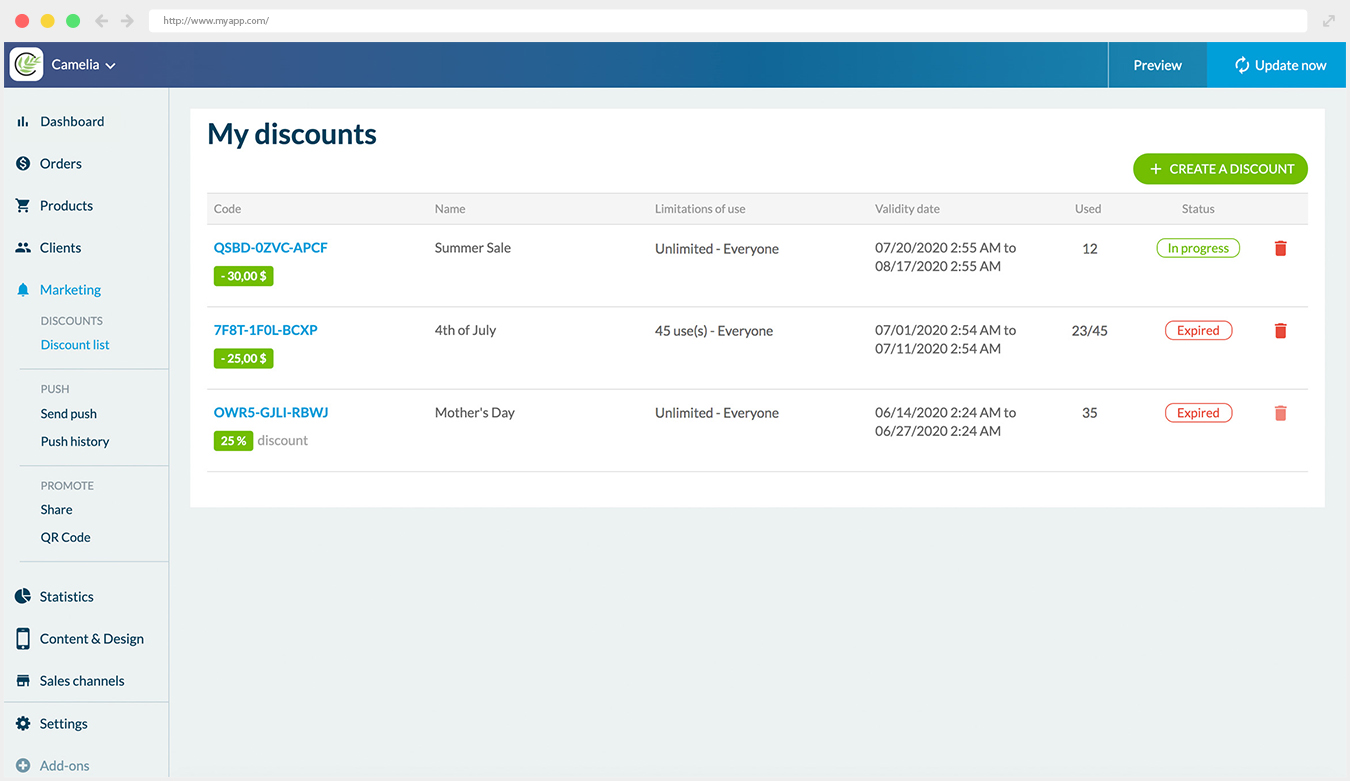 http://www.myapp.com/
Camelia
Preview
Update now
Dashboard
Orders
Products
Clients
Marketing
DISCOUNTS
Discount list
PUSH
Send push
Push history
PROMOTE
Share
QR Code
Statistics
Content & Design
Sales channels
Settings
Add-ons
My discounts
+ CREATE A DISCOUNT
Code Name Limitations of use Validity date Used Status
QSBD-0ZVC-APCF Summer Sale Unlimited - Everyone 07/20/2020 2:55 AM to 12 In progress
08/17/2020 2:55 AM
- 30,00 $
7F8T-1F0L-BCXP 4th of July 45 use(s) - Everyone 07/01/2020 2:54 AM to 23/45 Expired
07/11/2020 2:54 AM
- 25,00 $
OWR5-GJLI-RBWJ Mother's Day Unlimited - Everyone 06/14/2020 2:24 AM to 35 Expired
06/27/2020 2:24 AM
25 % discount